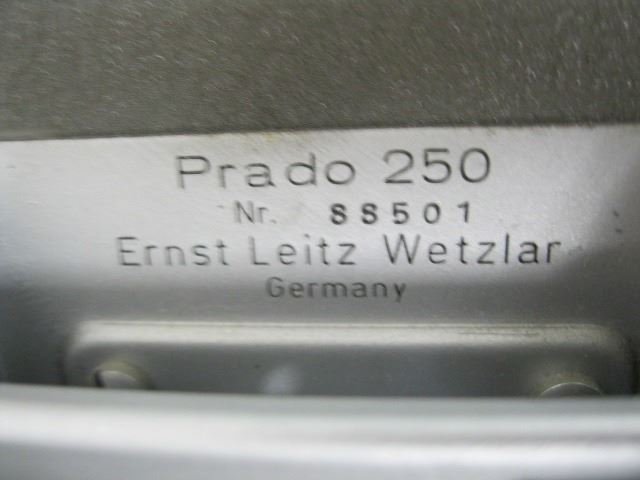 Prado 250
Nr. 88501
Ernst Leitz Wetzlar
Germany